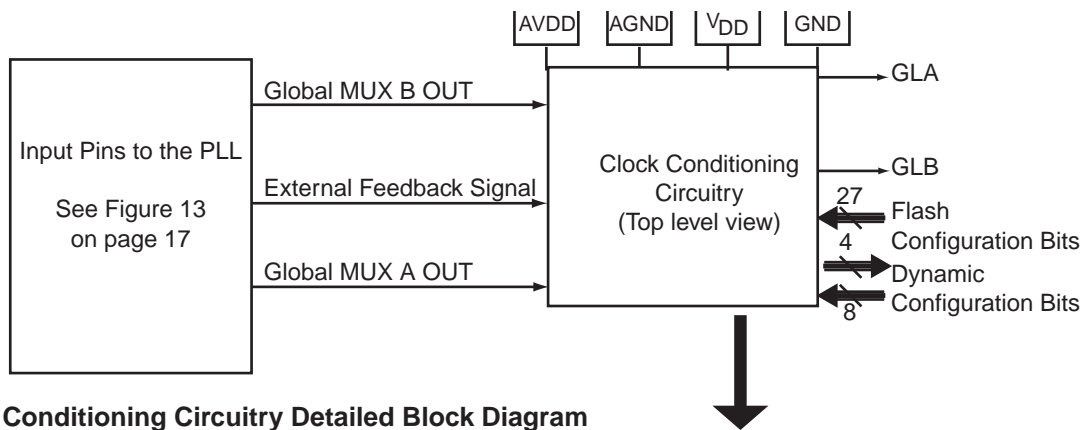 AVDD
AGND
VDD
GND
Input Pins to the PLL
See Figure 13
on page 17
Global MUX B OUT
External Feedback Signal
Global MUX A OUT
Clock Conditioning
Circuitry
(Top level view)
GLA
GLB
27
Flash
Configuration Bits
4
Dynamic
Configuration Bits
8
Conditioning Circuitry Detailed Block Diagram